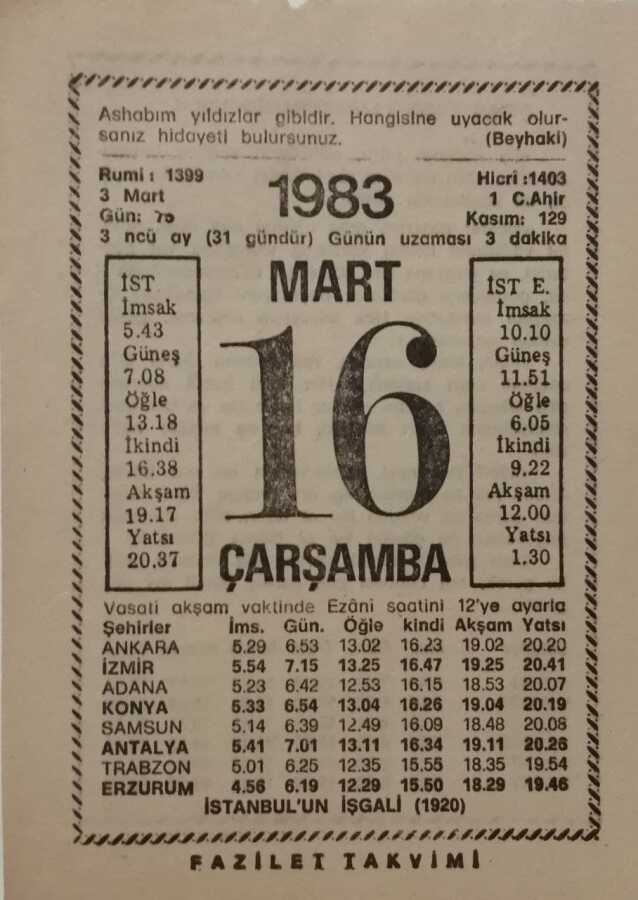 Ashabım yıldızlar gibidir. Hangisine uyacak olur-
sanız hidayeti bulursunuz. (Beyhaki)
Rumi: 1399
3 Mart
Gün: 75
1983
Hicri :1403
1 C.Ahir
Kasım: 129
3 ncü ay (31 gündür) Günün uzaması 3 dakika
MART
16
ÇARŞAMBA
İST
İmsak
5.43
Güneş
7.08
Öğle
13.18
İkindi
16.38
Akşam
19.17
Yatsı
20.37
İST E.
İmsak
10.10
Güneş
11.51
Öğle
6.05
İkindi
9.22
Akşam
12.00
Yatsı
1.30
Vasati akşam vaktinde Ezâni saatini 12'ye ayarla
Şehirler İms. Gün. Öğle kindi Akşam Yatsı
ANKARA 5.29 6.53 13.02 16.23 19.02 20.20
İZMİR 5.54 7.15 13.25 16.47 19.25 20.41
ADANA 5.23 6.42 12.53 16.15 18.53 20.07
KONYA 5.33 6.54 13.04 16.26 19.04 20.19
SAMSUN 5.14 6.39 12.49 16.09 18.48 20.08
ANTALYA 5.41 7.01 13.11 16.34 19.11 20.26
TRABZON 5.01 6.25 12.35 15.55 18.35 19.54
ERZURUM 4.56 6.19 12.29 15.50 18.29 19.46
İSTANBUL'UN İŞGALİ (1920)
FAZİLET TAKVİMİ